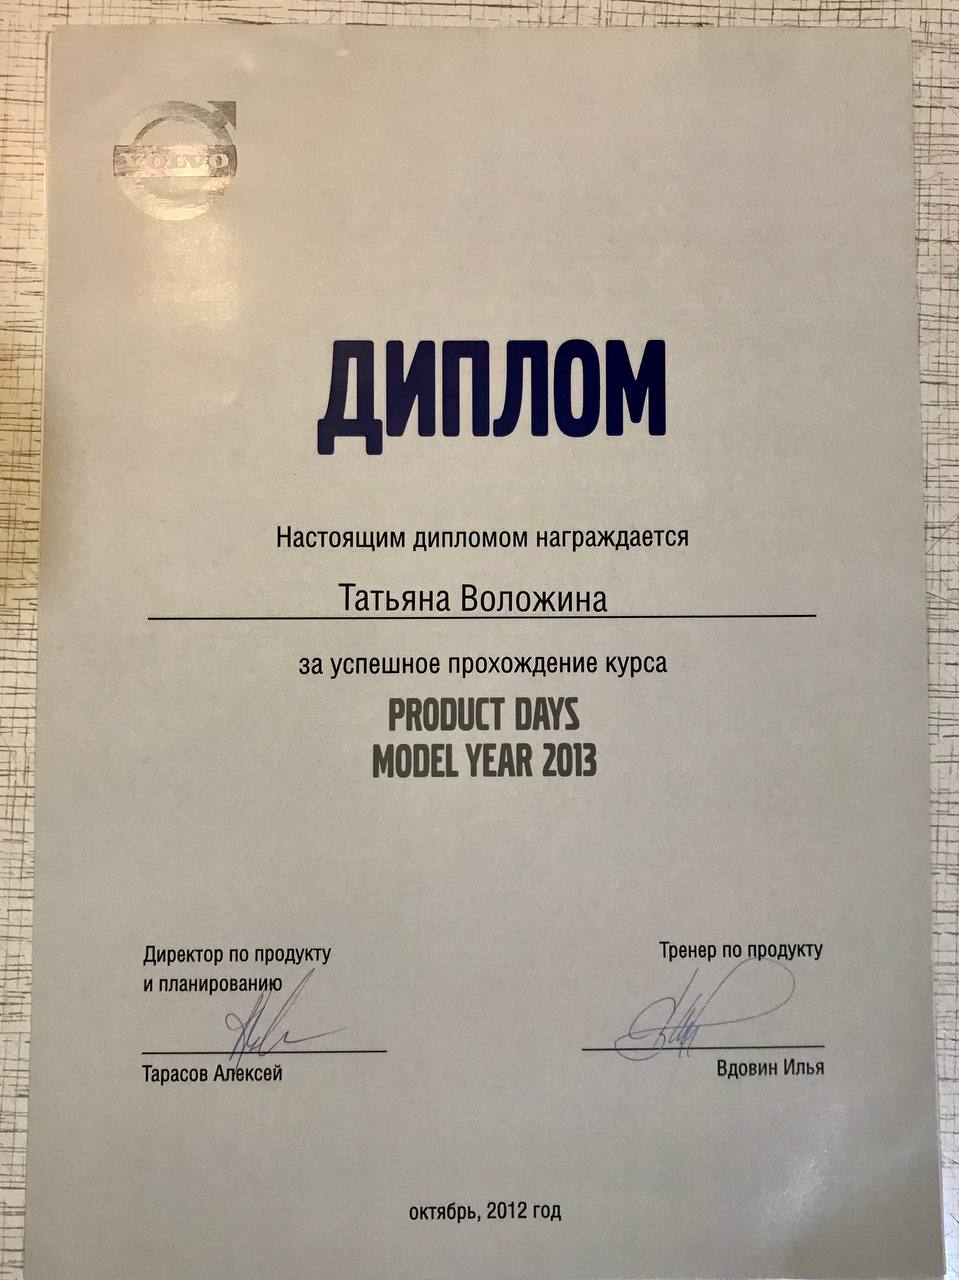 VOLVO
ДИПЛОМ
Настоящим дипломом награждается
Татьяна Воложина
за успешное прохождение курса
PRODUCT DAYS
MODEL YEAR 2013
Директор по продукту
и планированию
Тарасов Алексей
Тренер по продукту
Вдовин Илья
октябрь, 2012 год